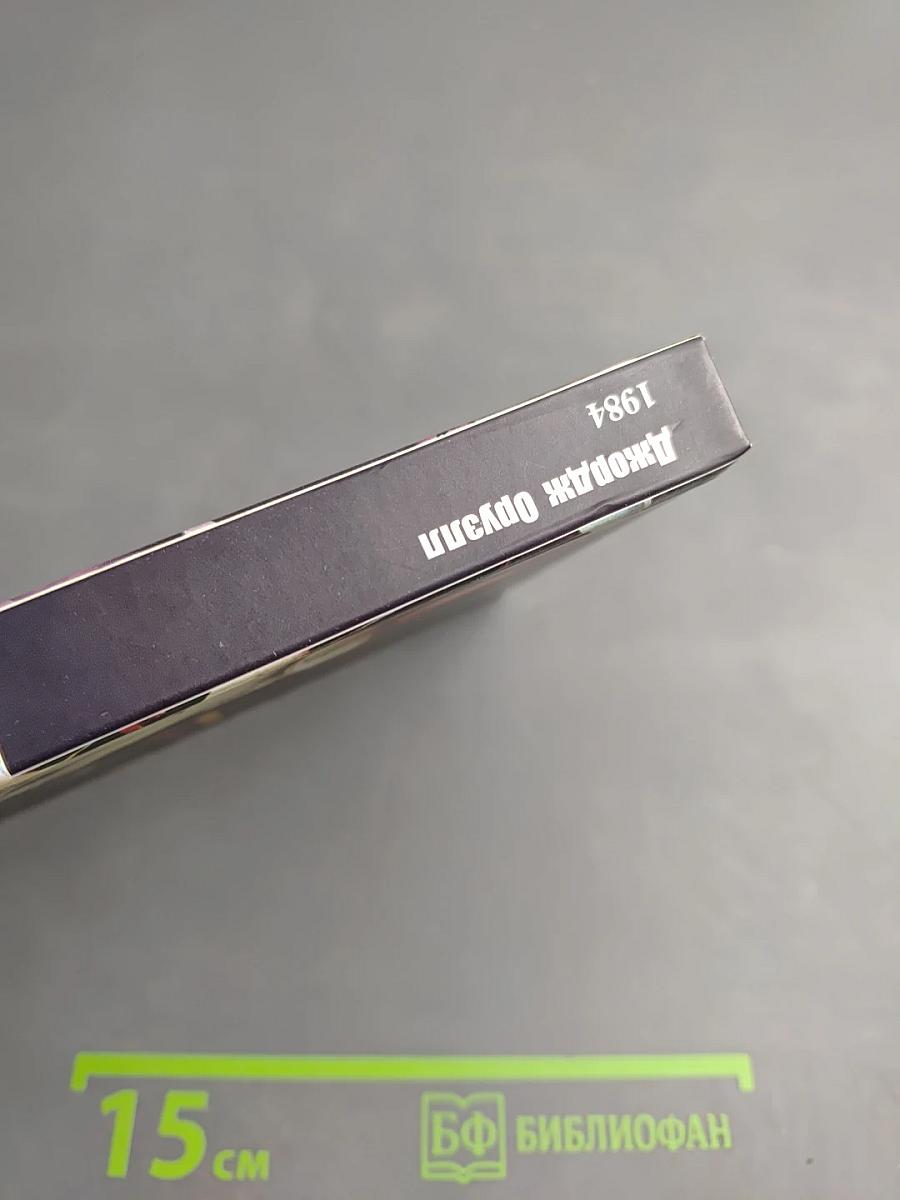 Джордж Оруэлл
1984
15 см
БФ БИБЛИОФАН